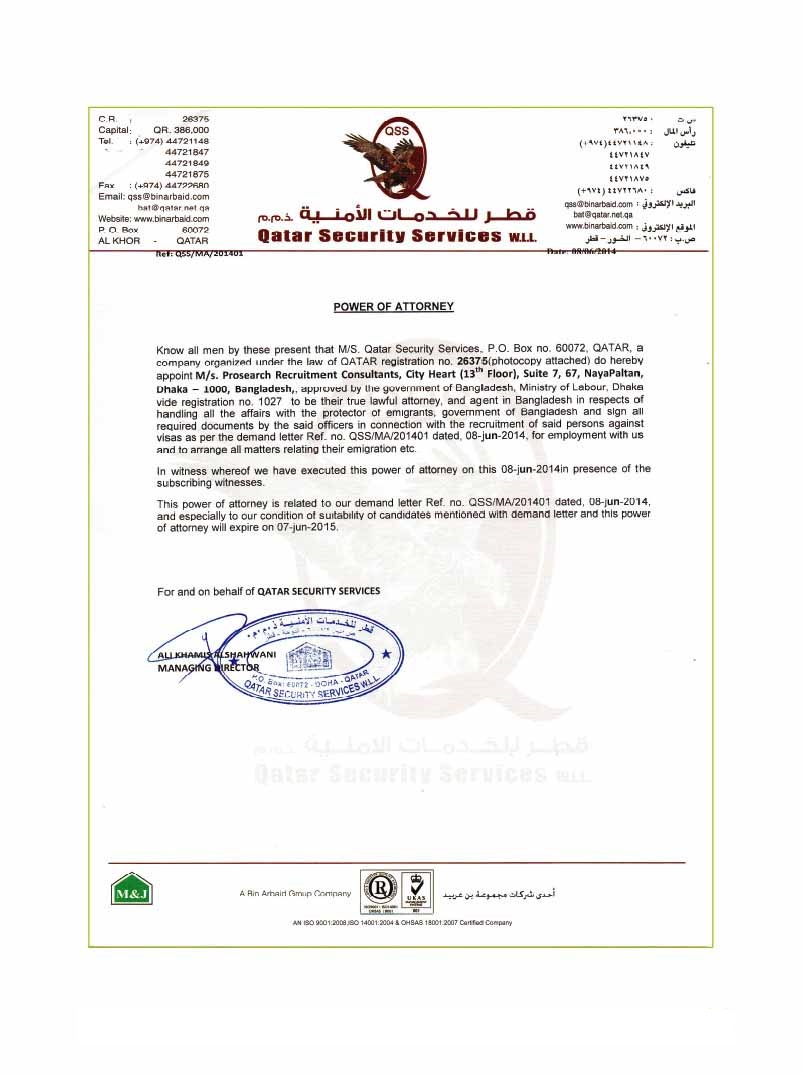 C.R. : 26375
Capital: QR. 386,000
Tel. : (+974) 44721148
44721847
44721849
44721875
Fax : (+974) 44722680
Email: qss@binarbaid.com
bat@qatar.net.qa
Website: www.binarbaid.com
P. O. Box 60072
AL KHOR - QATAR
QSS
قطر للخدمات الأمنية ذ.م.م
Qatar Security Services W.L.L.
س ت : ٢٦٣٧٥
رأس المال : ٣٨٦,٠٠٠
تليفون : ٤٤٧٢١١٤٨(٩٧٤+)
٤٤٧٢١٨٤٧
٤٤٧٢١٨٤٩
٤٤٧٢١٨٧٥
فاكس : ٤٤٧٢٢٦٨٠(٩٧٤+)
البريد الإلكتروني : qss@binarbaid.com
bat@qatar.net.qa
الموقع الإلكتروني : www.binarbaid.com
ص.ب : ٦٠٠٧٢ – الخور – قطر
Ref: QSS/MA/201401
Date: 08/06/2014
POWER OF ATTORNEY
Know all men by these present that M/S. Qatar Security Services, P.O. Box no. 60072, QATAR, a
company organized under the law of QATAR registration no. 26375(photocopy attached) do hereby
appoint M/s. Prosearch Recruitment Consultants, City Heart (13th Floor), Suite 7, 67, NayaPaltan,
Dhaka – 1000, Bangladesh,, approved by the government of Bangladesh, Ministry of Labour, Dhaka
vide registration no. 1027 to be their true lawful attorney, and agent in Bangladesh in respects of
handling all the affairs with the protector of emigrants, government of Bangladesh and sign all
required documents by the said officers in connection with the recruitment of said persons against
visas as per the demand letter Ref. no. QSS/MA/201401 dated, 08-jun-2014, for employment with us
and to arrange all matters relating their emigration etc.
In witness whereof we have executed this power of attorney on this 08-jun-2014in presence of the
subscribing witnesses.
This power of attorney is related to our demand letter Ref. no. QSS/MA/201401 dated, 08-jun-2014,
and especially to our condition of suitability of candidates mentioned with demand letter and this power
of attorney will expire on 07-jun-2015.
For and on behalf of QATAR SECURITY SERVICES
قطر للخدمات الأمنية ذ.م.م
ALI KHAMIS ALSHAHWANI
MANAGING DIRECTOR
P.O. Box: 60072 - DOHA - QATAR
QATAR SECURITY SERVICES W.L.L
قطر للخدمات الامنية ذ.م.م
Qatar Security Services W.L.L.
M&J
A Bin Arbaid Group Company
R
UKAS
001
أحدى شركات مجموعة بن عربيد
AN ISO 9001:2008,ISO 14001:2004 & OHSAS 18001:2007 Certified Company